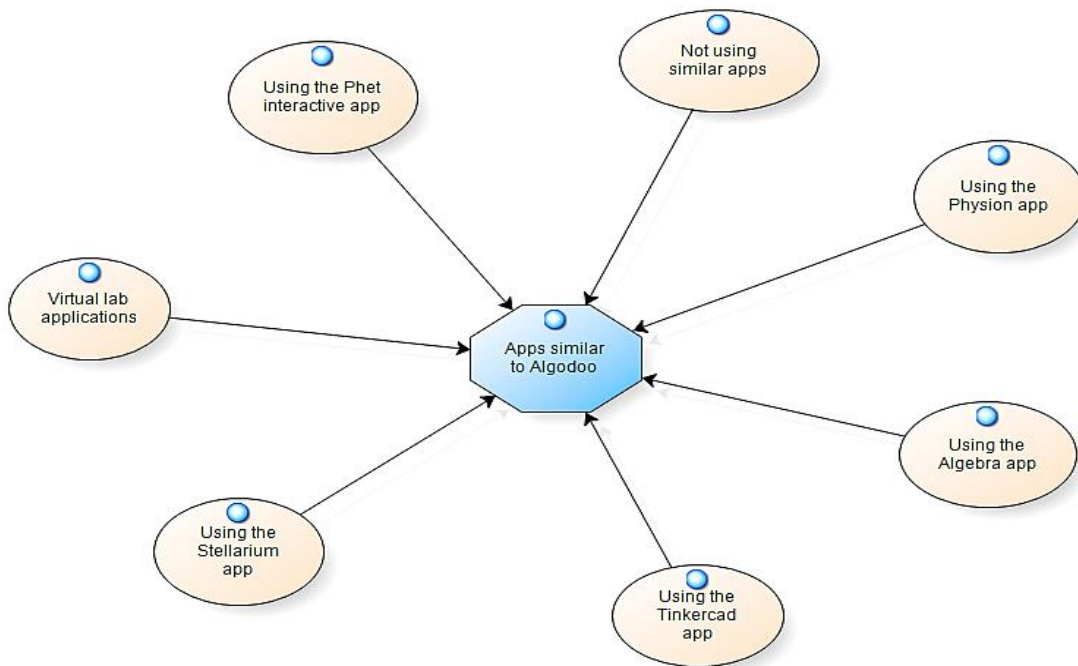 Not using
similar apps
Using the Phet
interactive app
Using the
Physion app
Virtual lab
applications
Apps similar
to Algodoo
Using the
Algebra app
Using the
Stellarium
app
Using the
Tinkercad
app